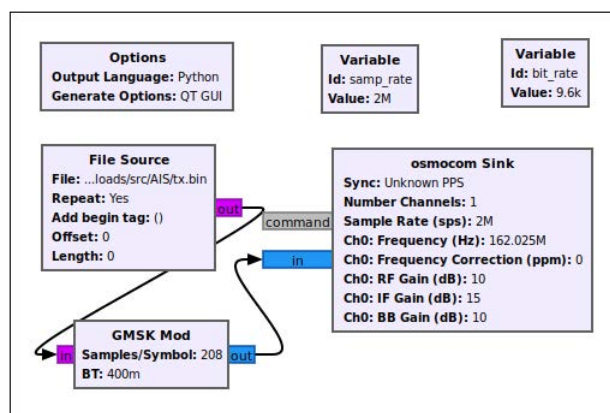 Options
Output Language: Python
Generate Options: QT GUI
Variable
Id: samp_rate
Value: 2M
Variable
Id: bit_rate
Value: 9.6k
File Source
File: ...loads/src/AIS/tx.bin
Repeat: Yes
Add begin tag: ()
Offset: 0
Length: 0
out
command
in
osmocom Sink
Sync: Unknown PPS
Number Channels: 1
Sample Rate (sps): 2M
Ch0: Frequency (Hz): 162.025M
Ch0: Frequency Correction (ppm): 0
Ch0: RF Gain (dB): 10
Ch0: IF Gain (dB): 15
Ch0: BB Gain (dB): 10
in
GMSK Mod
Samples/Symbol: 208
BT: 400m
out